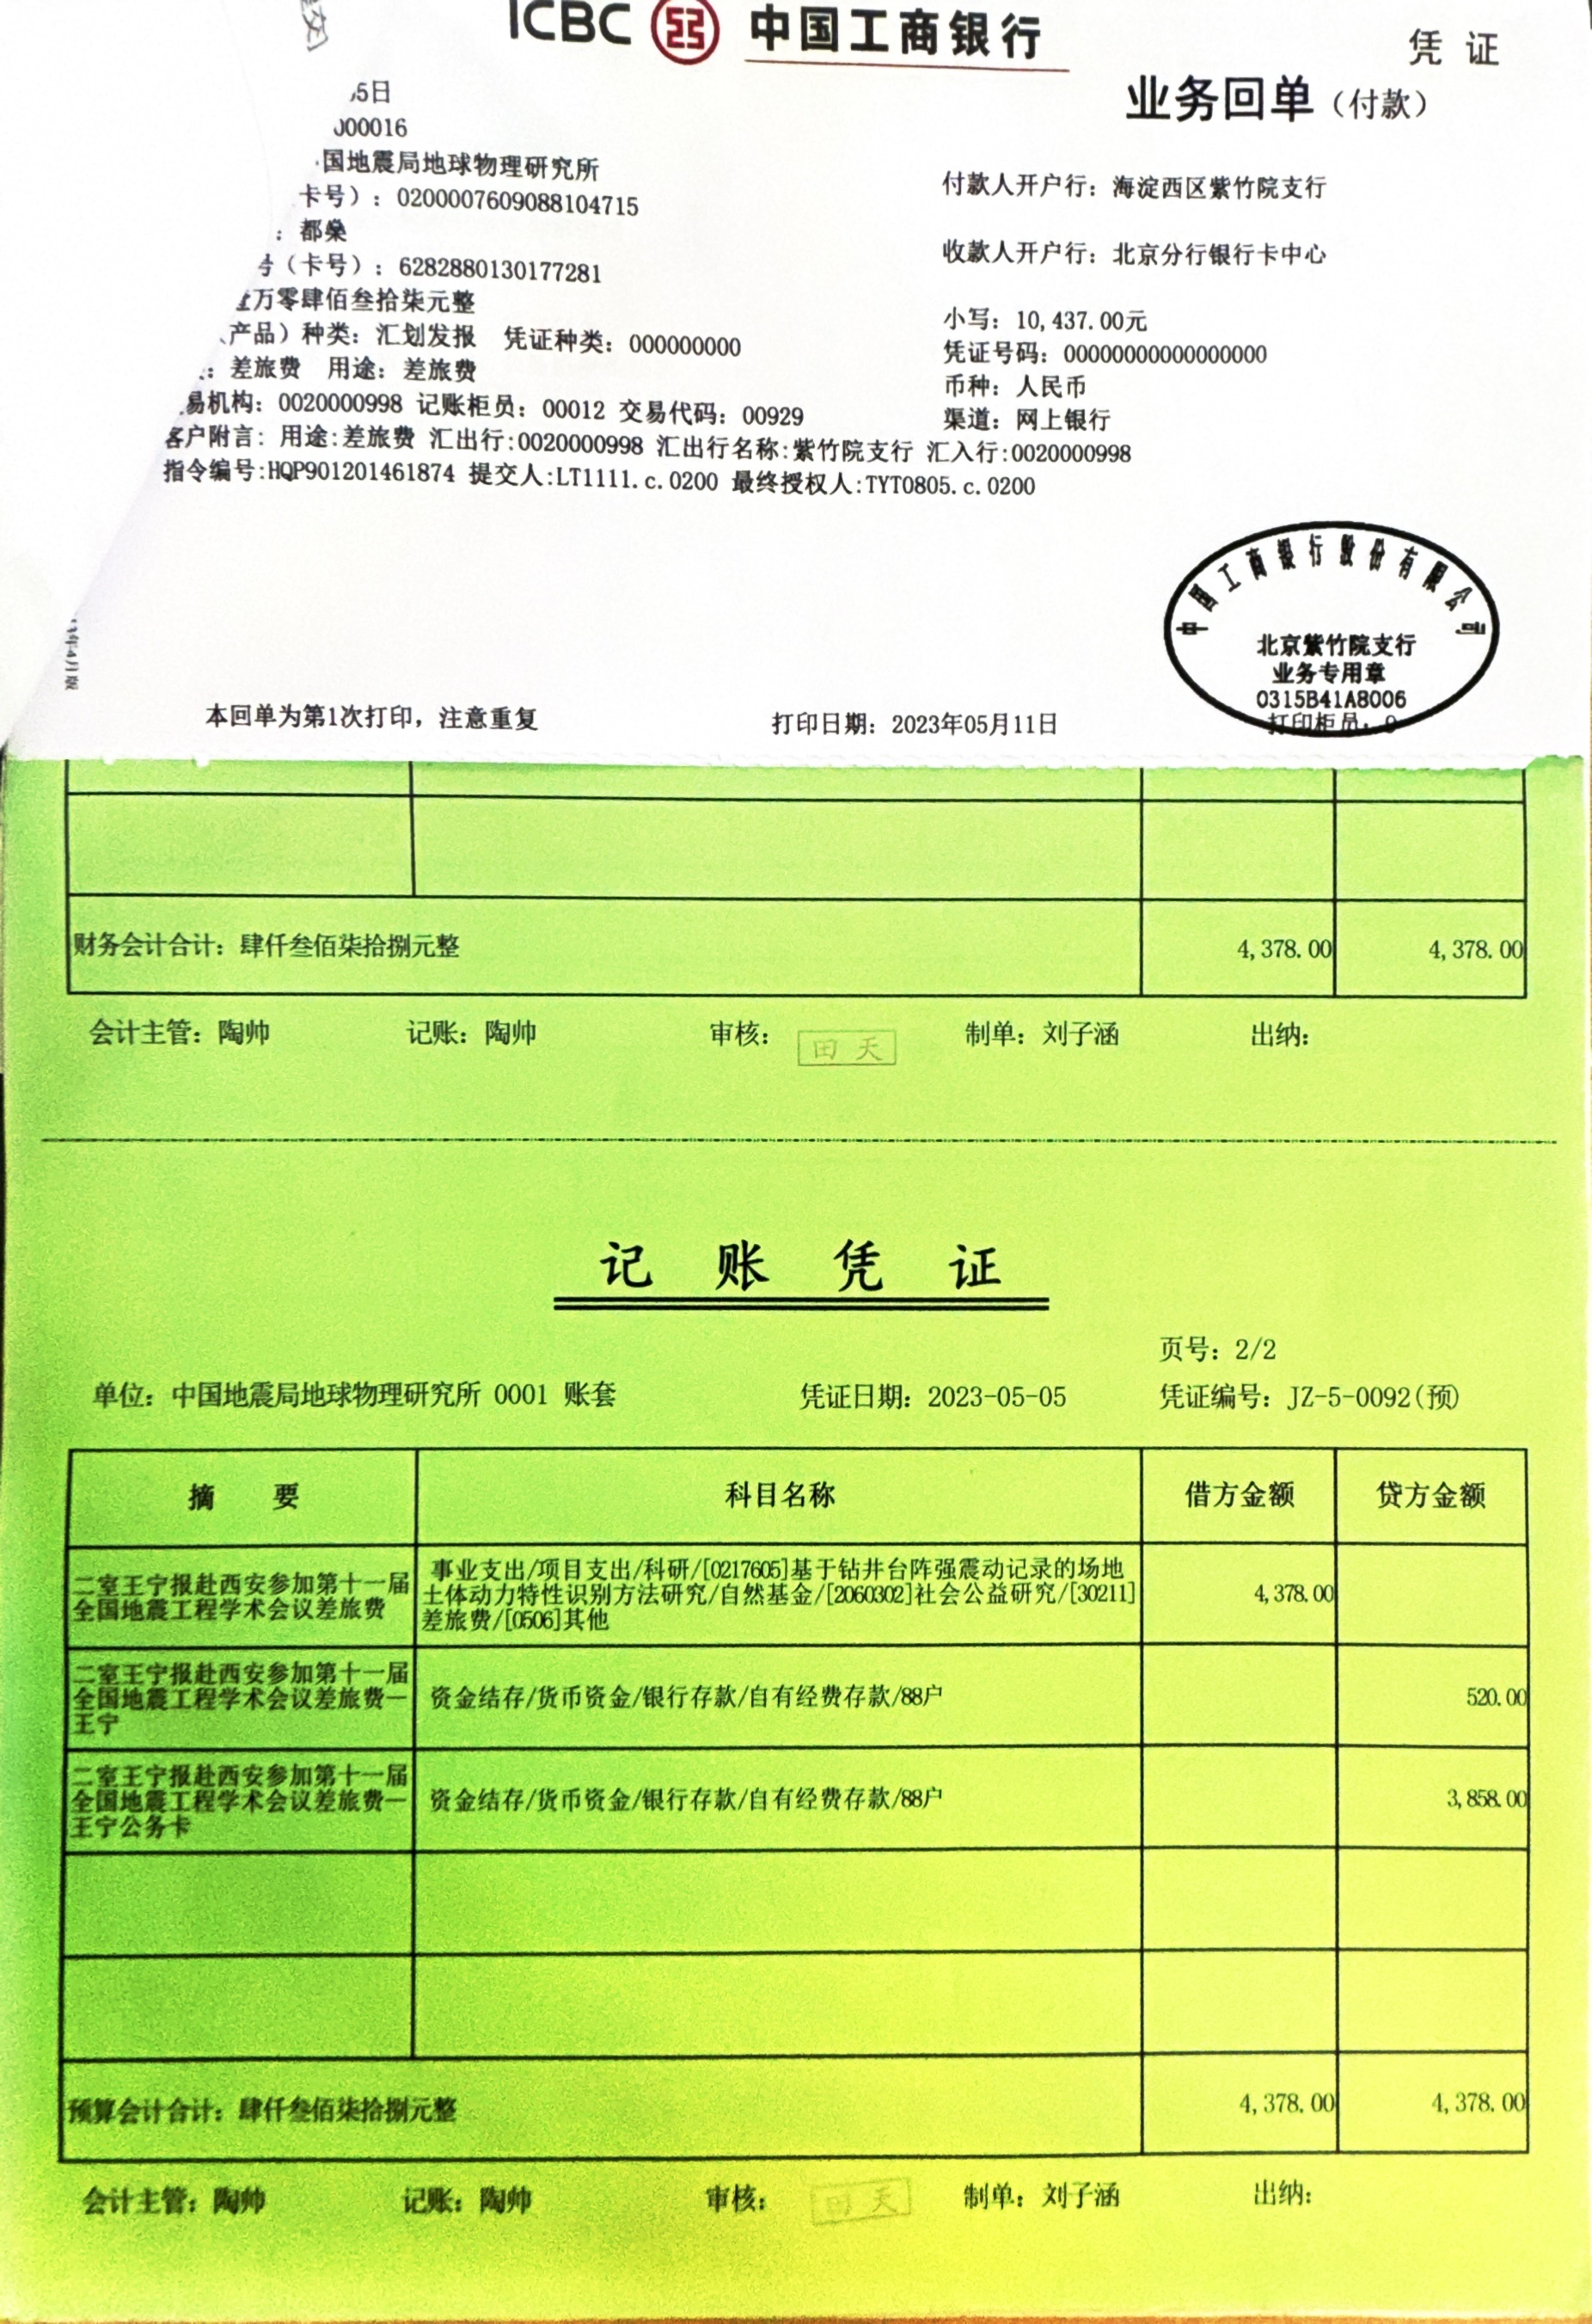 ICBC 中国工商银行
凭 证
业务回单（付款）
5日
000016
国地震局地球物理研究所
卡号）：0200007609088104715
付款人开户行：海淀西区紫竹院支行
：都燊
收款人开户行：北京分行银行卡中心
号（卡号）：6282880130177281
万零肆佰叁拾柒元整
小写：10,437.00元
产品）种类：汇划发报 凭证种类：000000000
凭证号码：00000000000000000
：差旅费 用途：差旅费
币种：人民币
易机构：0020000998 记账柜员：00012 交易代码：00929
渠道：网上银行
客户附言：用途:差旅费 汇出行:0020000998 汇出行名称:紫竹院支行 汇入行:0020000998
指令编号:HQP901201461874 提交人:LT1111.c.0200 最终授权人:TYT0805.c.0200
中国工商银行股份有限公司
北京紫竹院支行
业务专用章
0315B41A8006
年4月版
本回单为第1次打印，注意重复
打印日期：2023年05月11日
打印柜员：9
财务会计合计：肆仟叁佰柒拾捌元整 4,378.00 4,378.00
会计主管：陶帅 记账：陶帅 审核：田天 制单：刘子涵 出纳：
记 账 凭 证
页号：2/2
单位：中国地震局地球物理研究所 0001 账套 凭证日期：2023-05-05 凭证编号：JZ-5-0092(预)
摘 要 科目名称 借方金额 贷方金额
二室王宁报赴西安参加第十一届
全国地震工程学术会议差旅费
事业支出/项目支出/科研/[0217605]基于钻井台阵强震动记录的场地
土体动力特性识别方法研究/自然基金/[2060302]社会公益研究/[30211]
差旅费/[0506]其他
4,378.00
二室王宁报赴西安参加第十一届
全国地震工程学术会议差旅费—
王宁
资金结存/货币资金/银行存款/自有经费存款/88户
520.00
二室王宁报赴西安参加第十一届
全国地震工程学术会议差旅费—
王宁公务卡
资金结存/货币资金/银行存款/自有经费存款/88户
3,858.00
预算会计合计：肆仟叁佰柒拾捌元整 4,378.00 4,378.00
会计主管：陶帅 记账：陶帅 审核：田天 制单：刘子涵 出纳：